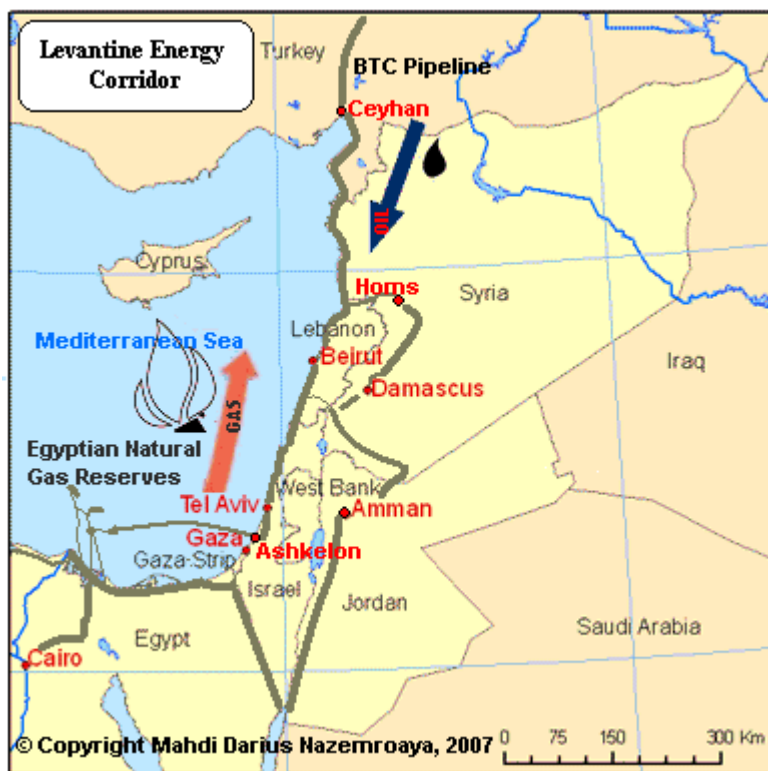 Levantine Energy
Corridor
Turkey
BTC Pipeline
Ceyhan
OIL
Cyprus
Homs
Syria
Lebanon
Mediterranean Sea
Beirut
Iraq
Damascus
GAS
Egyptian Natural
Gas Reserves
West Bank
Tel Aviv
Amman
Gaza
Ashkelon
Gaza-Strip
Israel
Jordan
Saudi Arabia
Egypt
Cairo
© Copyright Mahdi Darius Nazemroaya, 2007
0 75 150 300 Km